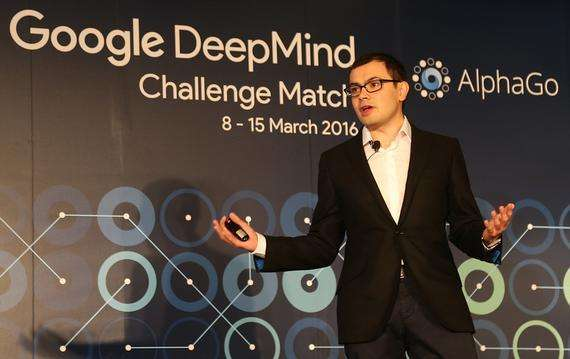 Google DeepMind
Challenge Match
8 - 15 March 2016
AlphaGo